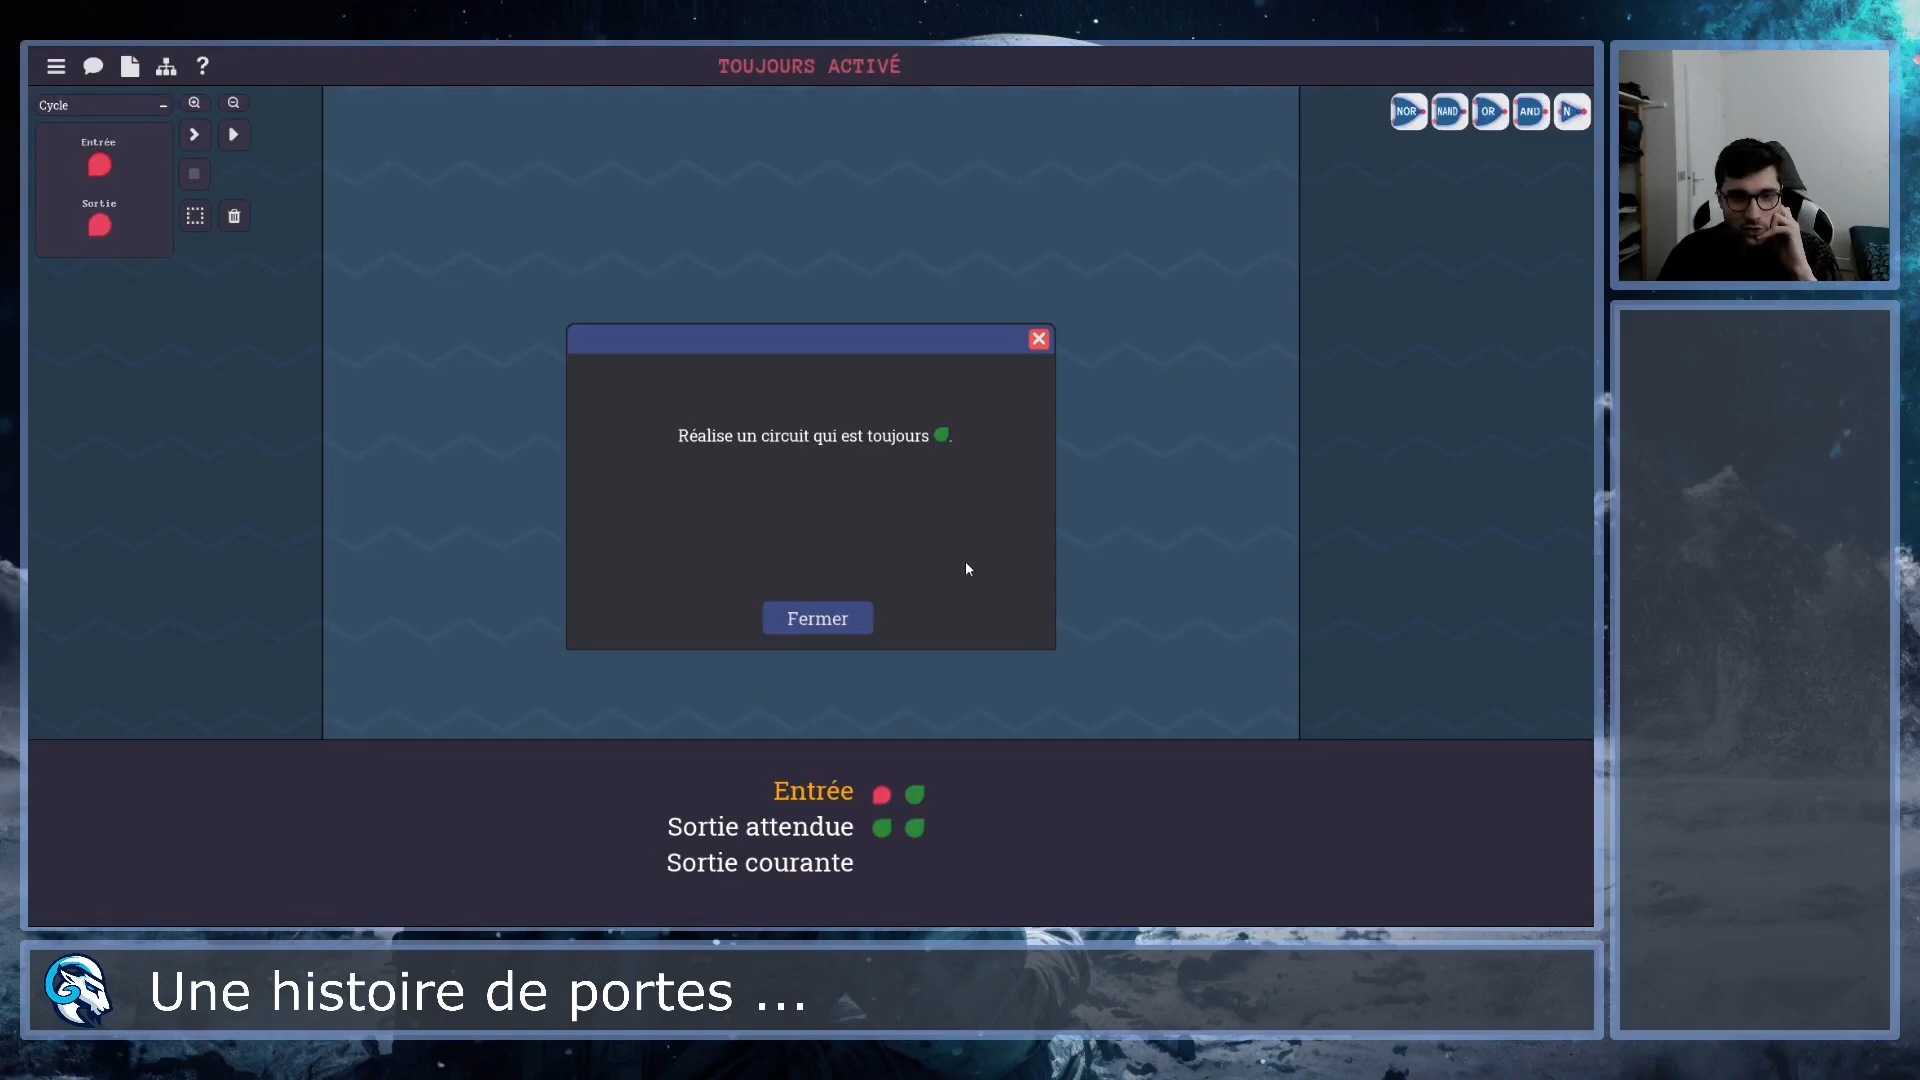 TOUJOURS ACTIVÉ
Cycle
Entrée
Sortie
NOR NAND OR AND N
Réalise un circuit qui est toujours .
Fermer
Entrée
Sortie attendue
Sortie courante
Une histoire de portes ...